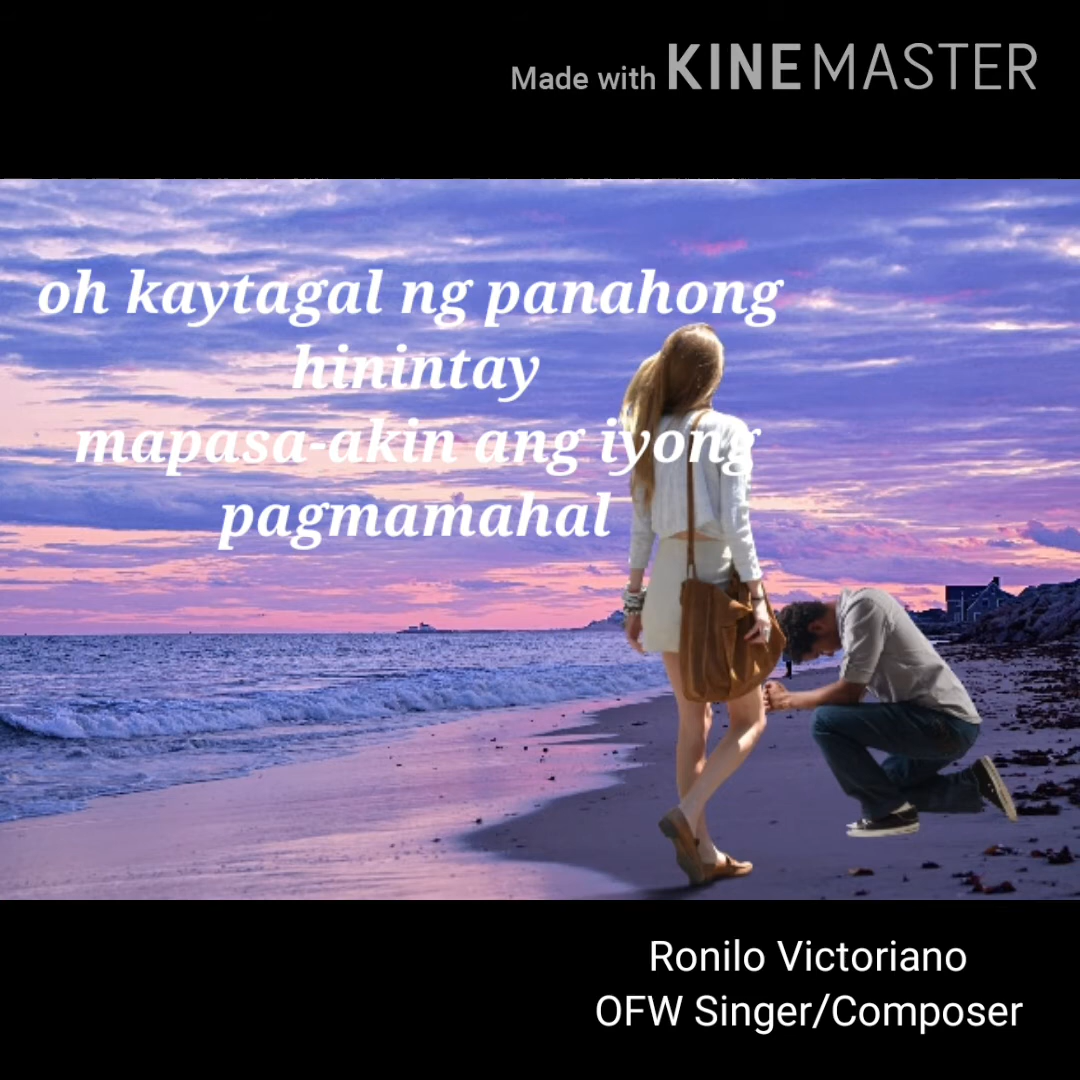 Made with KINEMASTER
oh kaytagal ng panahong
hinintay
mapasa-akin ang iyong
pagmamahal
Ronilo Victoriano
OFW Singer/Composer